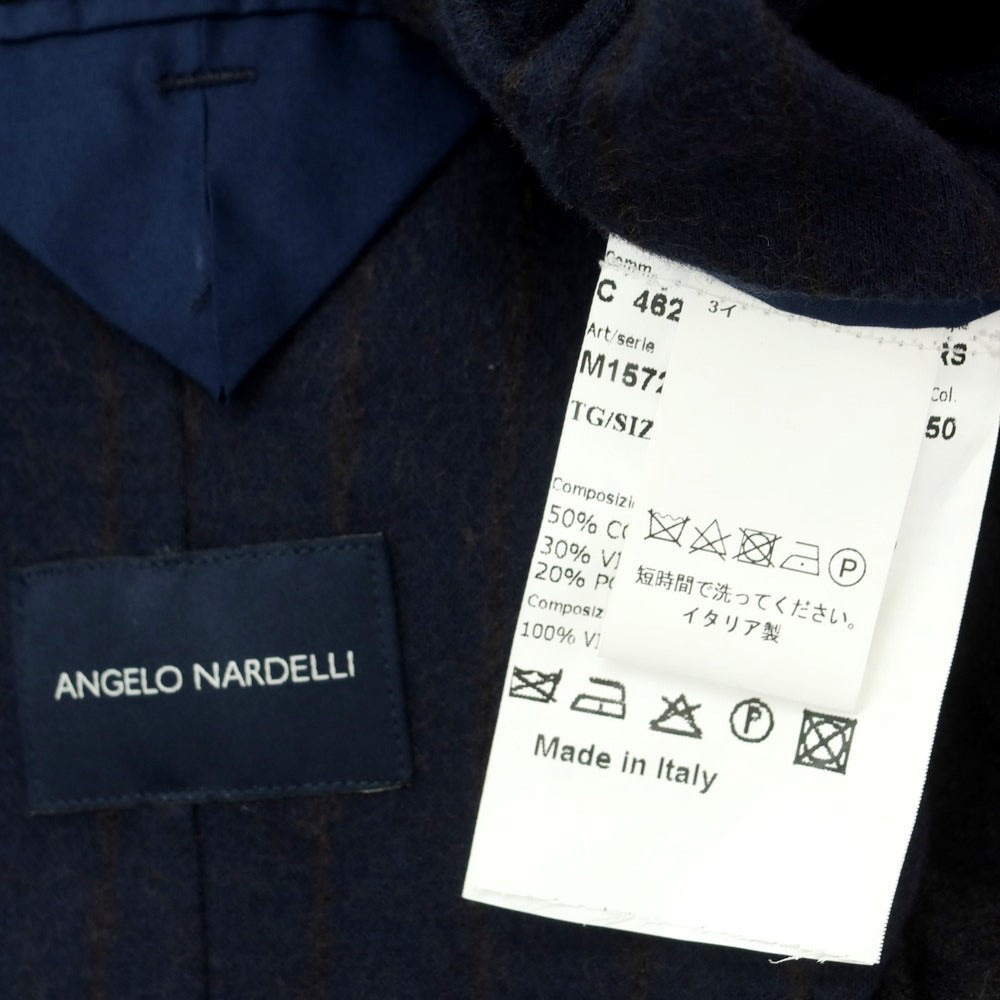 ANGELO NARDELLI
Comm.
C 462
Art/serie
M1572
TG/SIZ
Col.
50
Composizi
50% CO
30% VI
20% PO
Composiz
100% VI
3イ
P
短時間で洗ってください。
イタリア製
P
Made in Italy